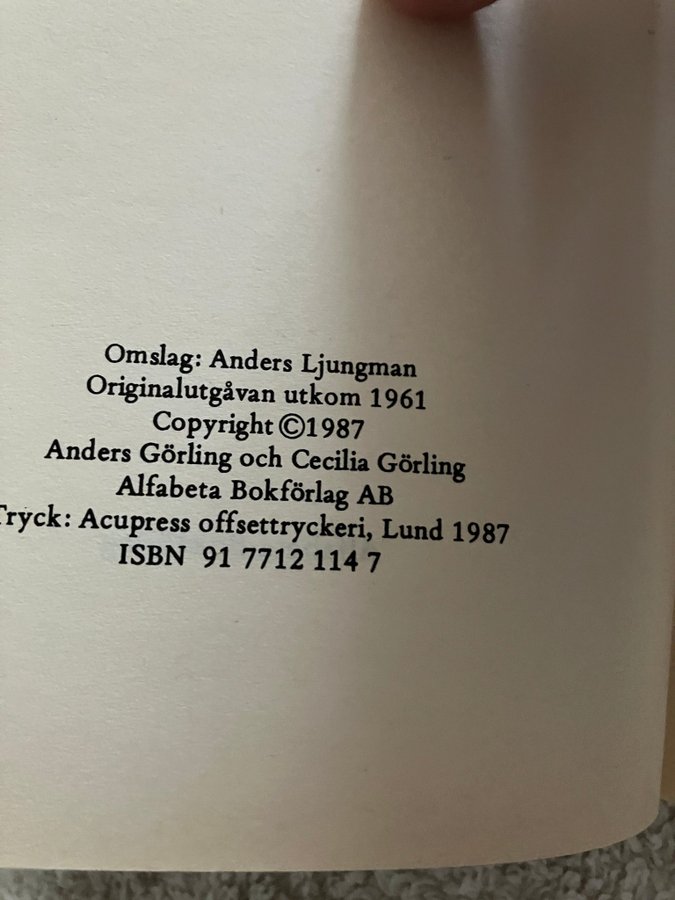 Omslag: Anders Ljungman
Originalutgåvan utkom 1961
Copyright ©1987
Anders Görling och Cecilia Görling
Alfabeta Bokförlag AB
Tryck: Acupress offsettryckeri, Lund 1987
ISBN 91 7712 114 7